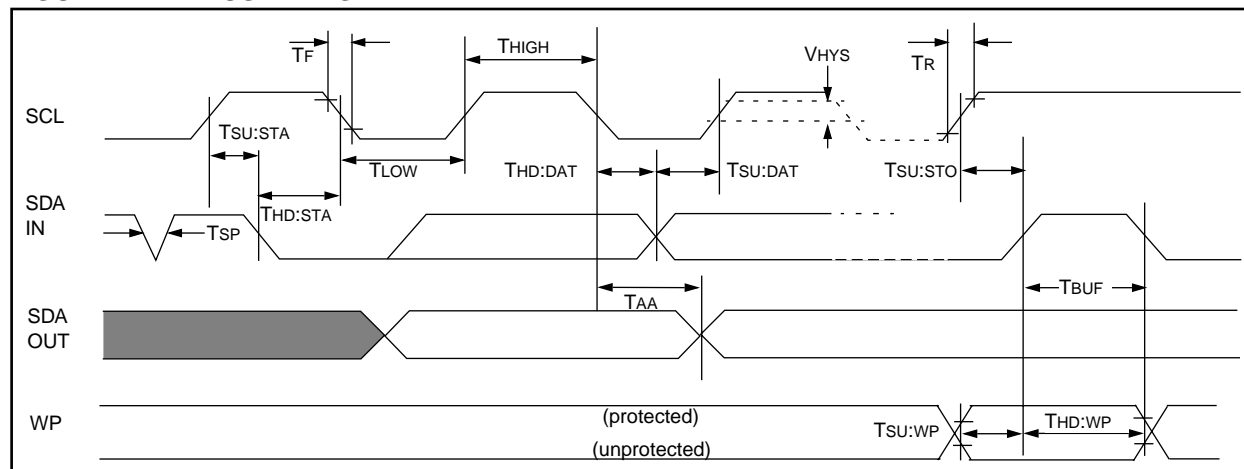 TF
THIGH
VHYS
TR
SCL
TSU:STA
TLOW
THD:DAT
TSU:DAT
TSU:STO
SDA
IN
TSP
THD:STA
TBUF
TAA
SDA
OUT
WP
(protected)
(unprotected)
TSU:WP
THD:WP